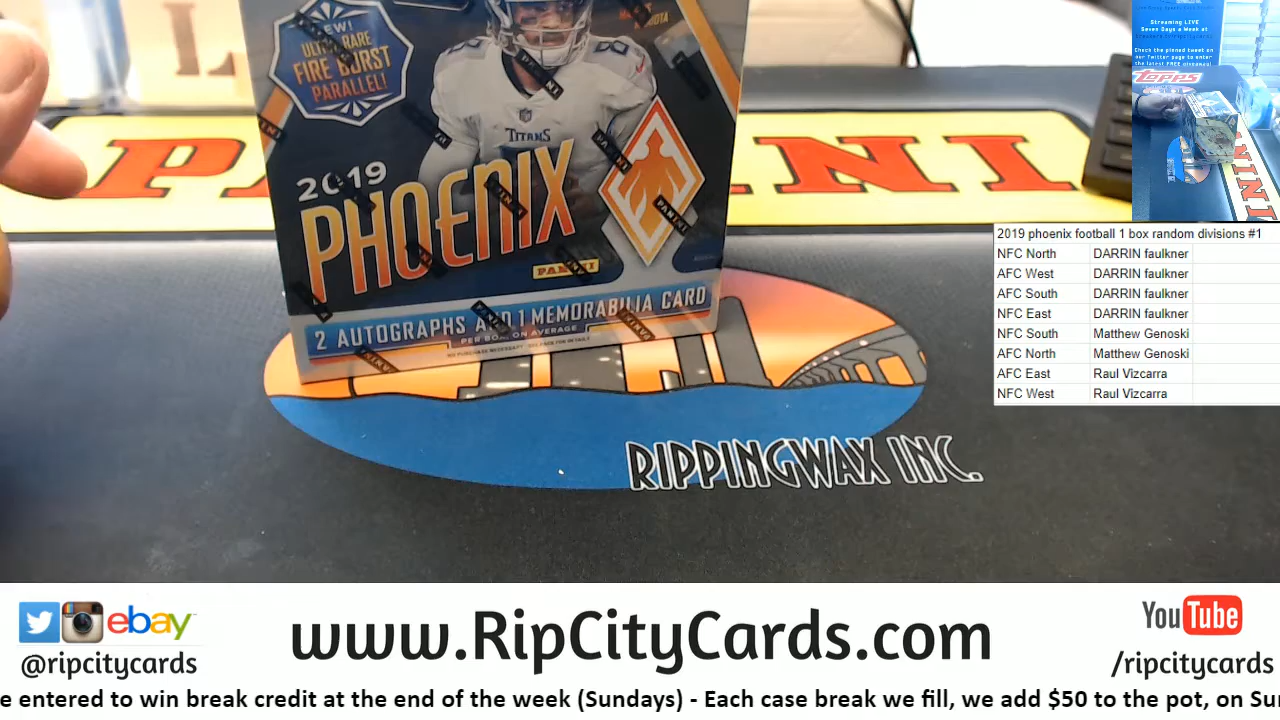 NEW!
ULTRA RARE
FIRE BURST
PARALLEL!
TITANS
2019
PHOENIX
PANINI
2 AUTOGRAPHS AND 1 MEMORABILIA CARD
PER BOX, ON AVERAGE
PANINI
RIPPINGWAX INC.
Streaming LIVE
Seven Days a Week at
Check the pinned tweet on
our Twitter page to enter
the latest FREE giveaway!
TOPPS
2019 phoenix football 1 box random divisions #1
NFC North DARRIN faulkner
AFC West DARRIN faulkner
AFC South DARRIN faulkner
NFC East DARRIN faulkner
NFC South Matthew Genoski
AFC North Matthew Genoski
AFC East Raul Vizcarra
NFC West Raul Vizcarra
ebay
@ripcitycards
www.RipCityCards.com
YouTube
/ripcitycards
e entered to win break credit at the end of the week (Sundays) - Each case break we fill, we add $50 to the pot, on Sun